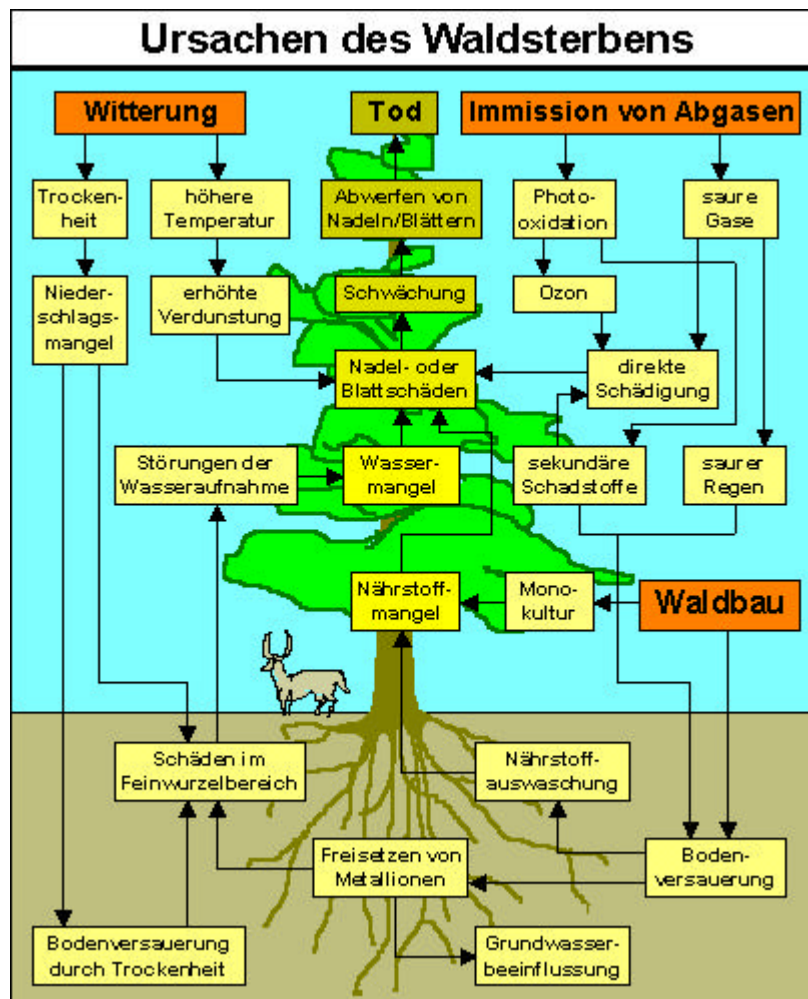 Ursachen des Waldsterbens
Witterung
Tod
Immission von Abgasen
Trocken-
heit
höhere
Temperatur
Abwerfen von
Nadeln/Blättern
Photo-
oxidation
saure
Gase
Nieder-
schlags-
mangel
erhöhte
Verdunstung
Schwächung
Ozon
Nadel- oder
Blattschäden
direkte
Schädigung
Störungen der
Wasseraufnahme
Wasser-
mangel
sekundäre
Schadstoffe
saurer
Regen
Nährstoff-
mangel
Mono-
kultur
Waldbau
Schäden im
Feinwurzelbereich
Nährstoff-
auswaschung
Freisetzen von
Metallionen
Boden-
versauerung
Bodenversauerung
durch Trockenheit
Grundwasser-
beeinflussung